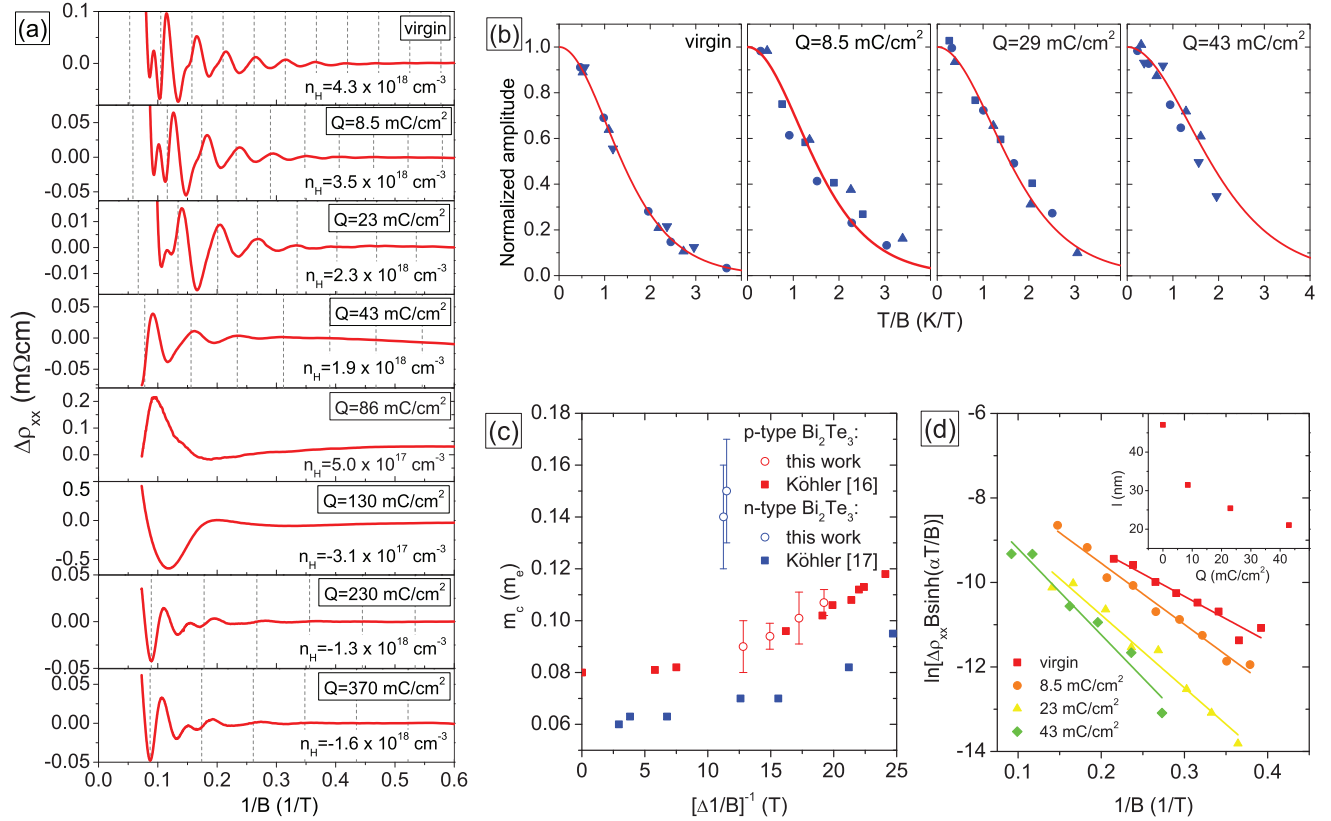 (a)
0.1
0.0
virgin
n_H=4.3 x 10^18 cm^-3
0.05
0.00
-0.05
Q=8.5 mC/cm^2
n_H=3.5 x 10^18 cm^-3
0.01
0.00
-0.01
Q=23 mC/cm^2
n_H=2.3 x 10^18 cm^-3
0.05
0.00
-0.05
Q=43 mC/cm^2
n_H=1.9 x 10^18 cm^-3
0.2
0.1
0.0
Q=86 mC/cm^2
n_H=5.0 x 10^17 cm^-3
0.5
0.0
-0.5
Q=130 mC/cm^2
n_H=-3.1 x 10^17 cm^-3
0.05
0.00
0.05
Q=230 mC/cm^2
n_H=-1.3 x 10^18 cm^-3
0.05
0.00
-0.05
Q=370 mC/cm^2
n_H=-1.6 x 10^18 cm^-3
0.0 0.1 0.2 0.3 0.4 0.5 0.6
1/B (1/T)
Δρ_xx (mΩcm)
(b)
virgin
Q=8.5 mC/cm^2
Q=29 mC/cm^2
Q=43 mC/cm^2
1.0
0.8
0.6
0.4
0.2
0.0
Normalized amplitude
0 1 2 3 0 1 2 3 0 1 2 3 0 1 2 3 4
T/B (K/T)
(c)
0.18
0.16
0.14
0.12
0.10
0.08
0.06
m_c (m_e)
p-type Bi_2Te_3:
this work
Köhler [16]
n-type Bi_2Te_3:
this work
Köhler [17]
0 5 10 15 20 25
[Δ1/B]^-1 (T)
(d)
-6
-8
-10
-12
-14
ln[Δρ_xxBsinh(αT/B)]
50
40
30
20
l (nm)
0 10 20 30 40
Q (mC/cm^2)
virgin
8.5 mC/cm^2
23 mC/cm^2
43 mC/cm^2
0.1 0.2 0.3 0.4
1/B (1/T)